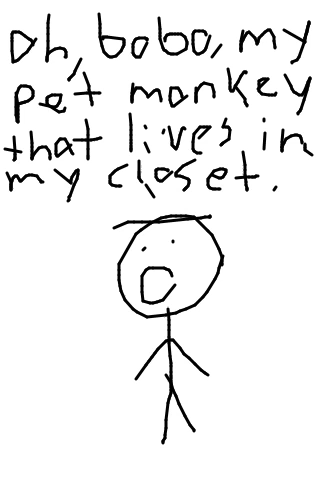 oh, bobo, my
pet monkey
that lives in
my closet.